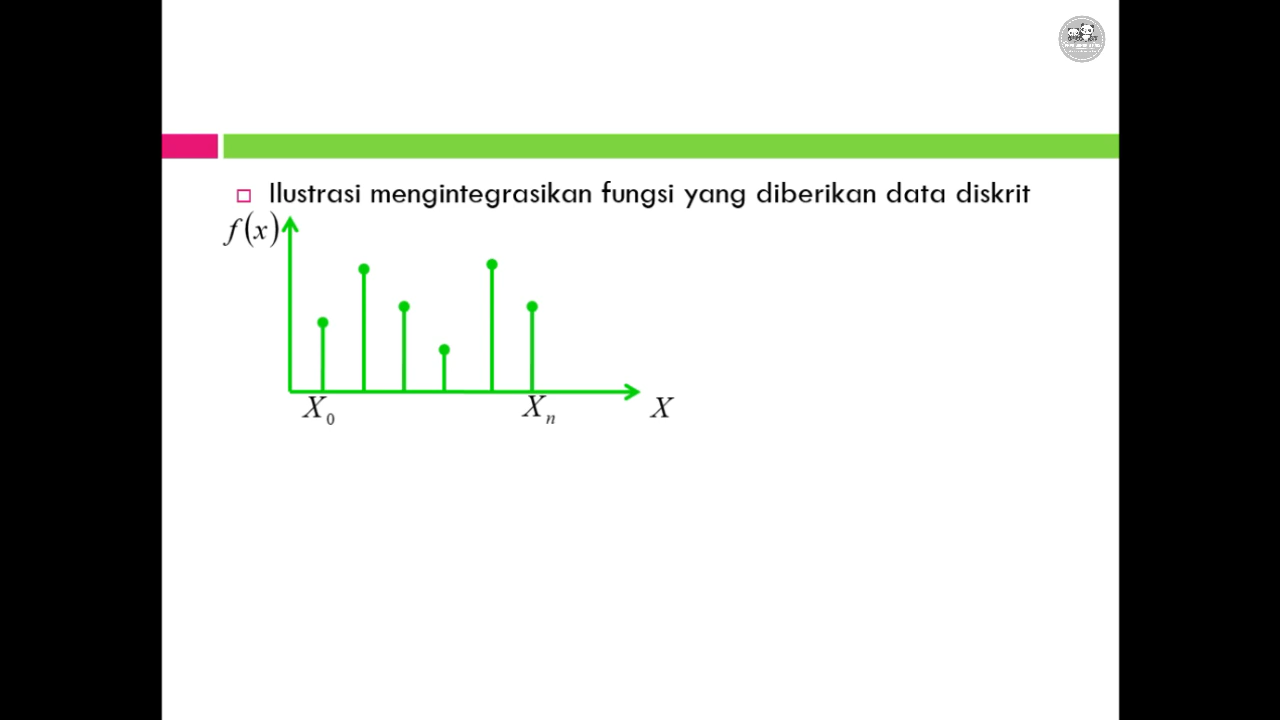 Ilustrasi mengintegrasikan fungsi yang diberikan data diskrit
f(x)
X₀
Xₙ
X